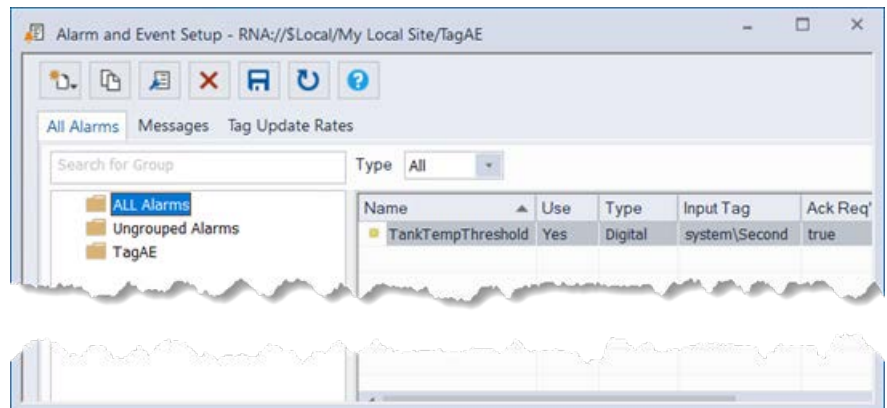 Alarm and Event Setup - RNA://$Local/My Local Site/TagAE
All Alarms Messages Tag Update Rates
Search for Group Type All
ALL Alarms
Ungrouped Alarms
TagAE
Name Use Type Input Tag Ack Req'
TankTempThreshold Yes Digital system\Second true